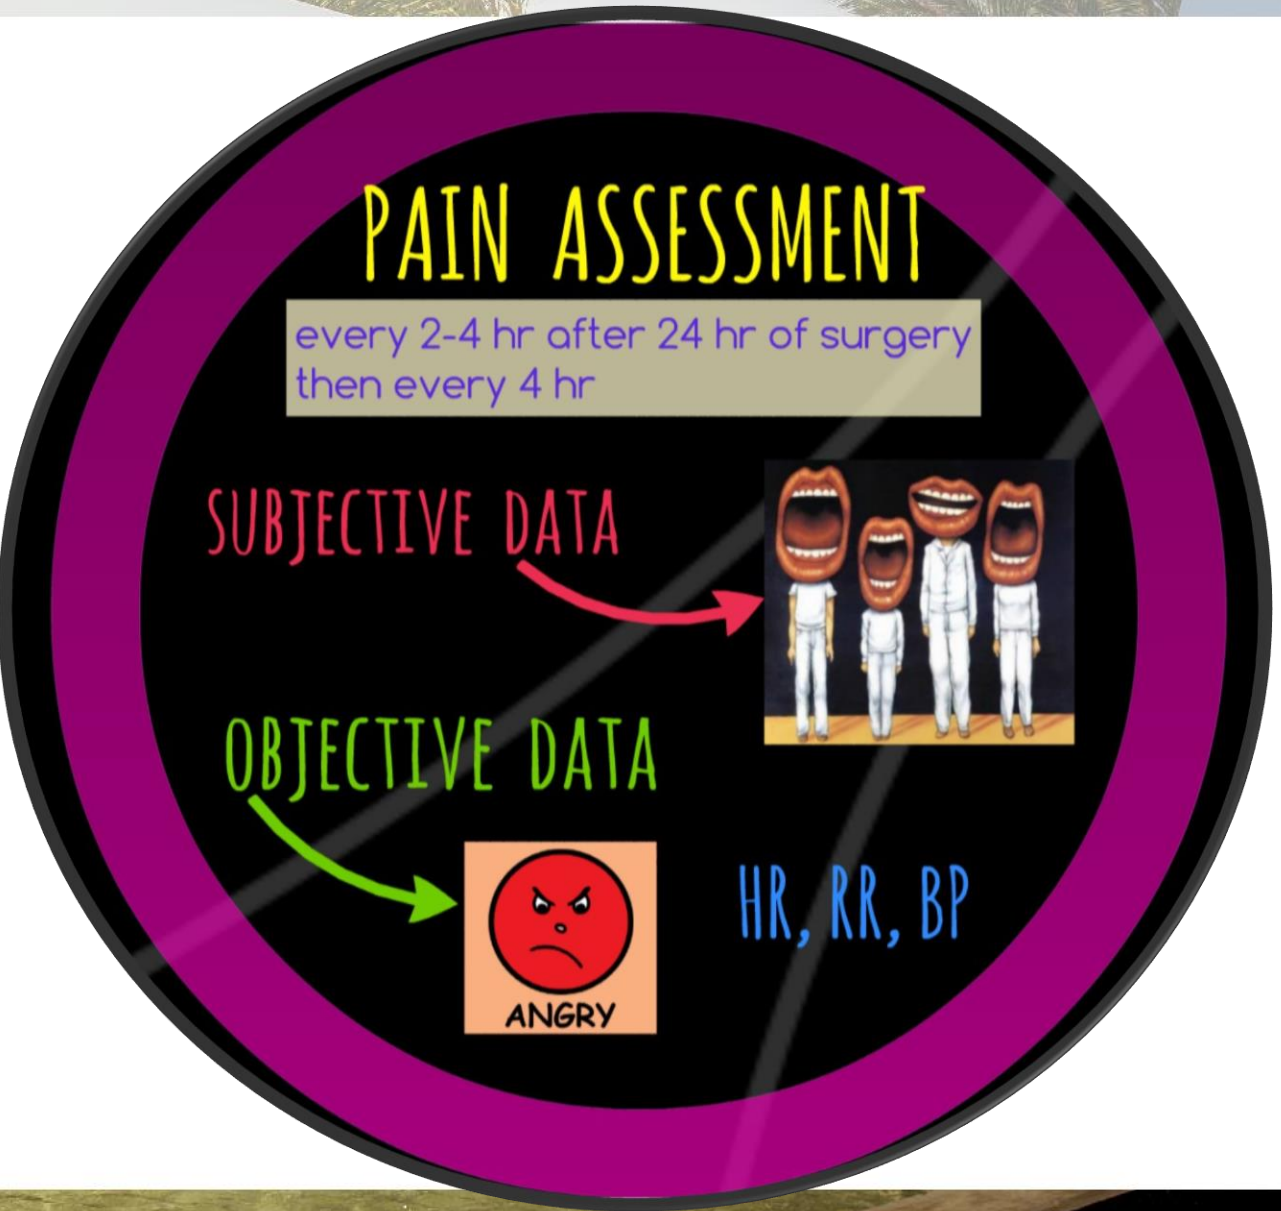 PAIN ASSESSMENT
every 2-4 hr after 24 hr of surgery
then every 4 hr
SUBJECTIVE DATA
OBJECTIVE DATA
HR, RR, BP
ANGRY